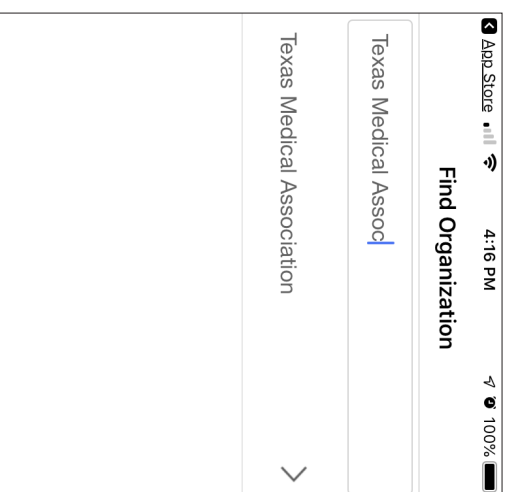 App Store 4:16 PM 100%
Find Organization
Texas Medical Assoc
Texas Medical Association